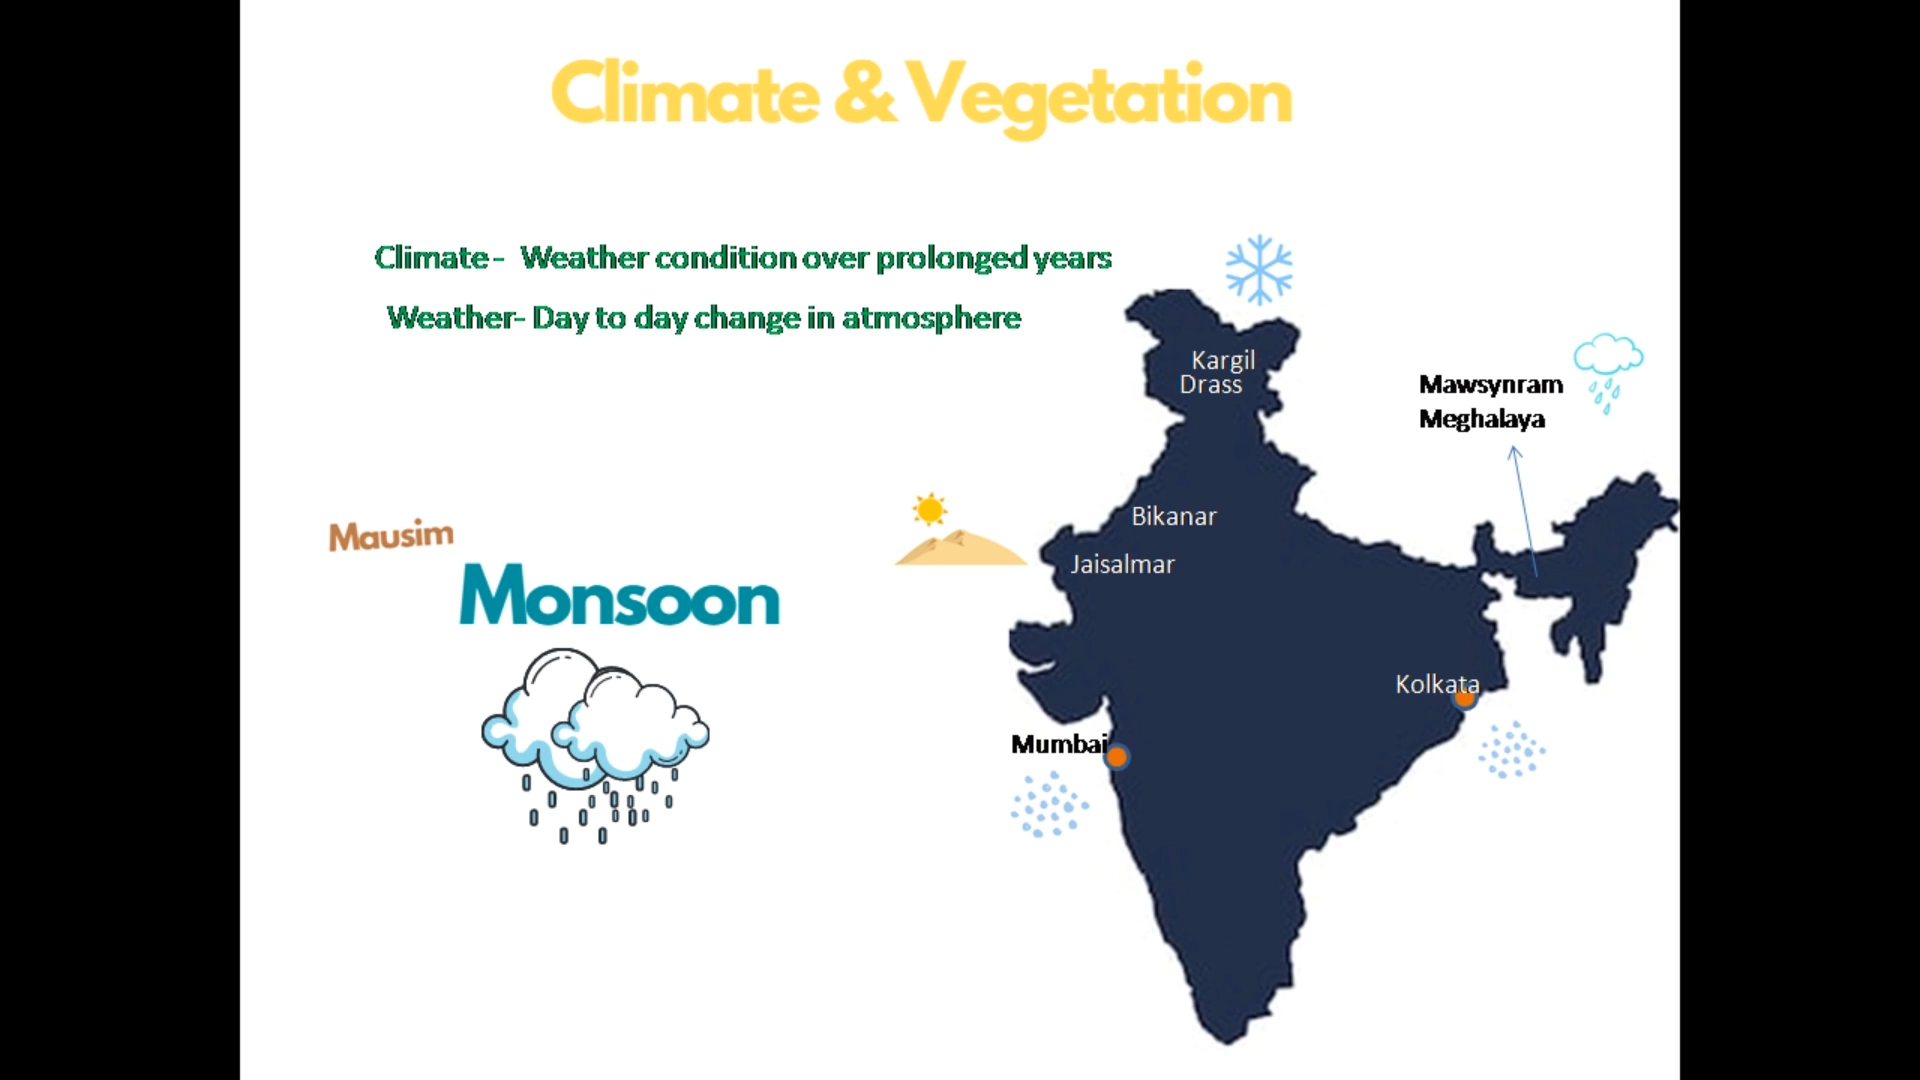 Climate & Vegetation
Climate - Weather condition over prolonged years
Weather- Day to day change in atmosphere
Kargil
Drass
Mawsynram
Meghalaya
Bikanar
Mausim
Jaisalmar
Monsoon
Kolkata
Mumbai